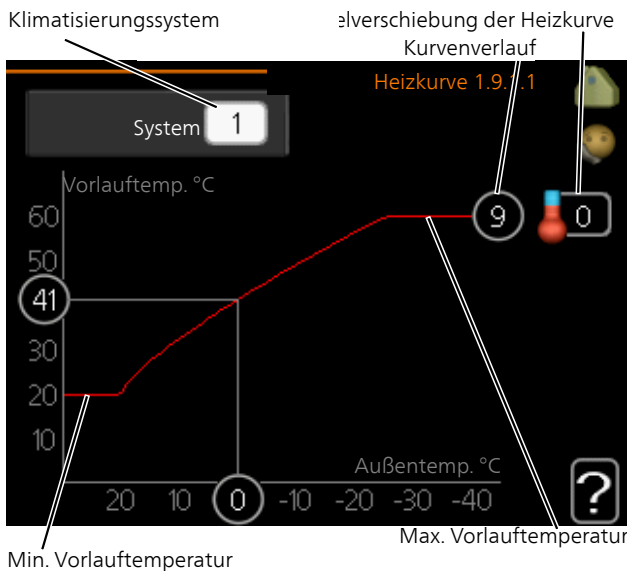 Klimatisierungssystem
elverschiebung der Heizkurve
Kurvenverlauf
Heizkurve 1.9.1.1
System 1
Vorlauftemp. °C
60
50
41
30
20
10
9
0
Außentemp. °C
20 10 0 -10 -20 -30 -40
?
Max. Vorlauftemperatur
Min. Vorlauftemperatur